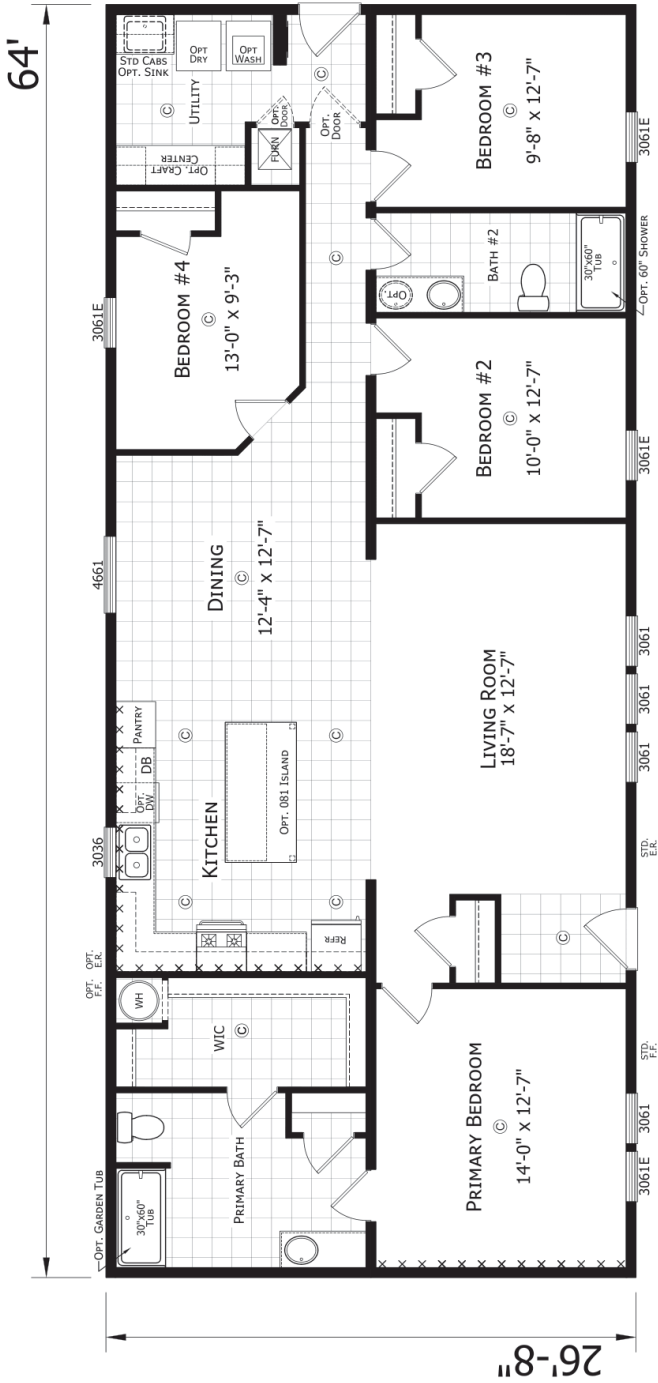 64'
26'-8"
STD CABS
OPT. SINK
OPT
DRY
OPT
WASH
UTILITY
C
OPT. CRAFT
CENTER
FURN
OPT.
DOOR
OPT.
DOOR
C
BEDROOM #3
C
9'-8" X 12'-7"
3061E
BEDROOM #4
C
13'-0" X 9'-3"
3061E
C
BATH #2
OPT.
30"X60"
TUB
OPT. 60" SHOWER
BEDROOM #2
C
10'-0" X 12'-7"
3061E
DINING
C
12'-4" X 12'-7"
4661
LIVING ROOM
18'-7" X 12'-7"
3061
3061
3061
STD.
E.R.
PANTRY
DB
OPT.
DW
KITCHEN
OPT. 081 ISLAND
C
C
C
C
REFR
3036
OPT.
E.R.
OPT.
F.F.
WH
WIC
C
C
STD.
F.F.
PRIMARY BEDROOM
C
14'-0" X 12'-7"
3061
3061E
PRIMARY BATH
30"X60"
TUB
OPT. GARDEN TUB